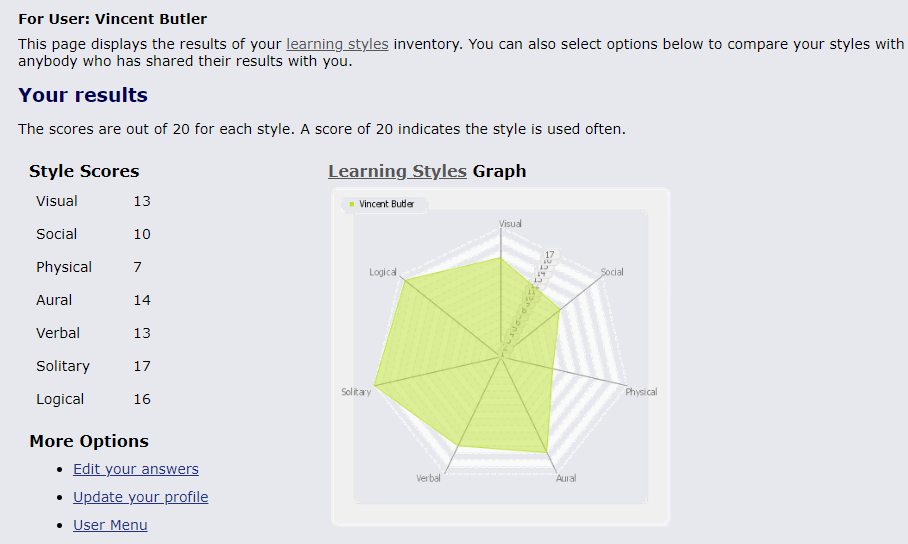 For User: Vincent Butler
This page displays the results of your learning styles inventory. You can also select options below to compare your styles with
anybody who has shared their results with you.
Your results
The scores are out of 20 for each style. A score of 20 indicates the style is used often.
Style Scores
Visual 13
Social 10
Physical 7
Aural 14
Verbal 13
Solitary 17
Logical 16
More Options
Edit your answers
Update your profile
User Menu
Learning Styles Graph
Vincent Butler
Visual
17
Logical
Social
Solitary
Physical
Verbal
Aural